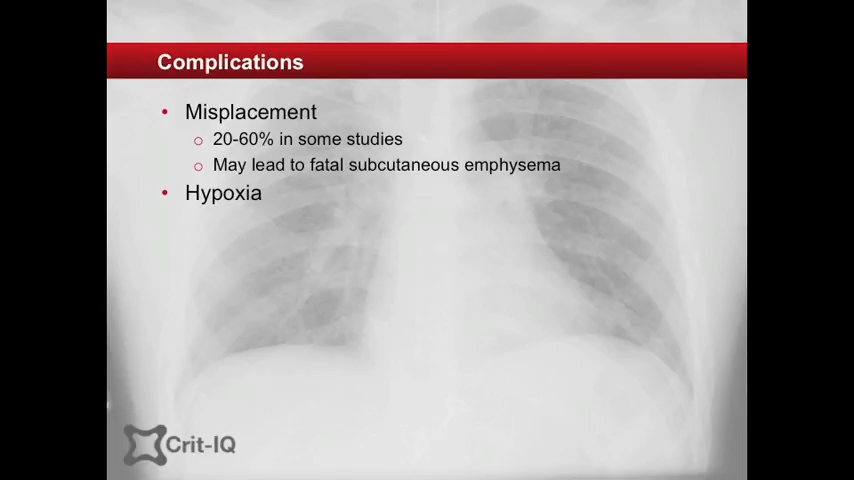 Complications
• Misplacement
o 20-60% in some studies
o May lead to fatal subcutaneous emphysema
• Hypoxia
Crit-IQ